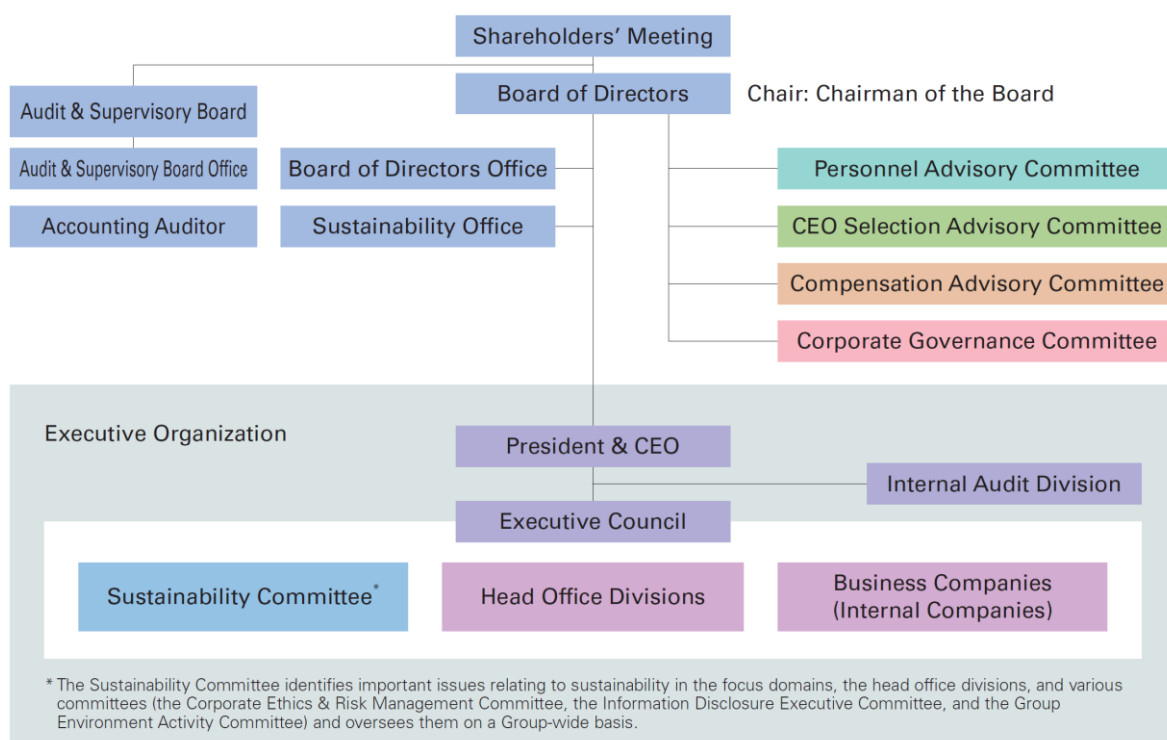 Shareholders’ Meeting
Board of Directors
Chair: Chairman of the Board
Audit & Supervisory Board
Audit & Supervisory Board Office
Board of Directors Office
Personnel Advisory Committee
Accounting Auditor
Sustainability Office
CEO Selection Advisory Committee
Compensation Advisory Committee
Corporate Governance Committee
Executive Organization
President & CEO
Internal Audit Division
Executive Council
Sustainability Committee*
Head Office Divisions
Business Companies
(Internal Companies)
* The Sustainability Committee identifies important issues relating to sustainability in the focus domains, the head office divisions, and various
committees (the Corporate Ethics & Risk Management Committee, the Information Disclosure Executive Committee, and the Group
Environment Activity Committee) and oversees them on a Group-wide basis.